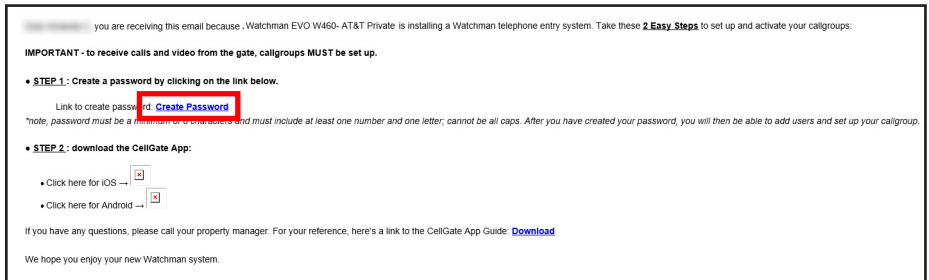 , you are receiving this email because , Watchman EVO W460- AT&T Private is installing a Watchman telephone entry system. Take these 2 Easy Steps to set up and activate your callgroups:
IMPORTANT - to receive calls and video from the gate, callgroups MUST be set up.
• STEP 1 : Create a password by clicking on the link below.
Link to create password: Create Password
*note, password must be a minimum of 6 characters and must include at least one number and one letter; cannot be all caps. After you have created your password, you will then be able to add users and set up your callgroup.
• STEP 2 : download the CellGate App:
• Click here for iOS →
• Click here for Android →
If you have any questions, please call your property manager. For your reference, here's a link to the CellGate App Guide: Download
We hope you enjoy your new Watchman system.